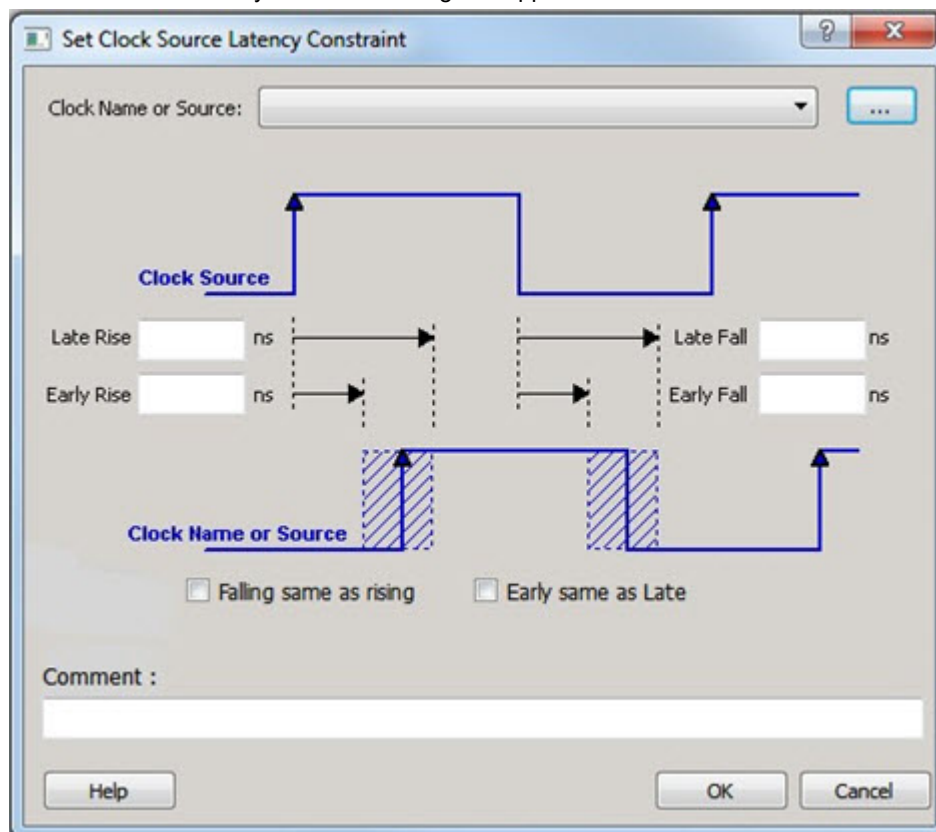 Set Clock Source Latency Constraint
Clock Name or Source:
...
Clock Source
Late Rise ns Late Fall ns
Early Rise ns Early Fall ns
Clock Name or Source
Falling same as rising Early same as Late
Comment :
Help OK Cancel